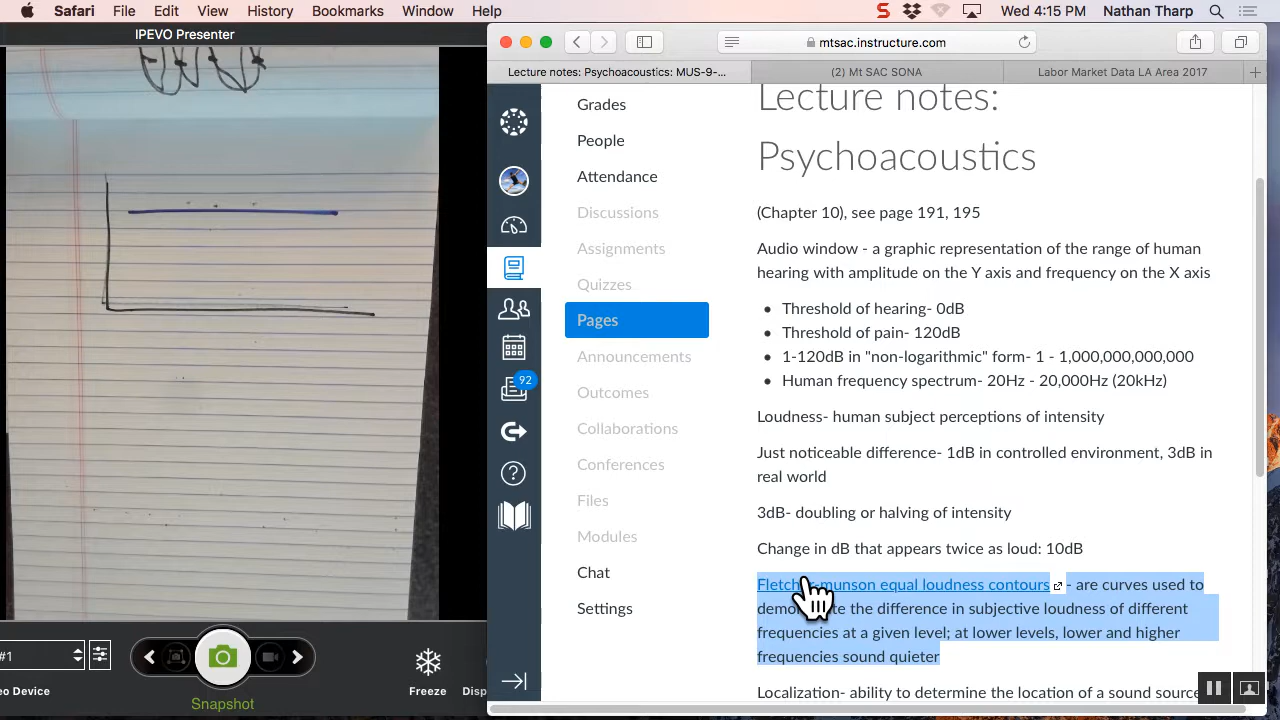 Safari File Edit View History Bookmarks Window Help
S Wed 4:15 PM Nathan Tharp
IPEVO Presenter
mtsac.instructure.com
Lecture notes: Psychoacoustics: MUS-9-...
(2) Mt SAC SONA
Labor Market Data LA Area 2017
Grades
People
Attendance
Discussions
Assignments
Quizzes
Pages
Announcements
Outcomes
92
Collaborations
Conferences
Files
Modules
Chat
Settings
Lecture notes:
Psychoacoustics
(Chapter 10), see page 191, 195
Audio window - a graphic representation of the range of human
hearing with amplitude on the Y axis and frequency on the X axis
Threshold of hearing- 0dB
Threshold of pain- 120dB
1-120dB in "non-logarithmic" form- 1 - 1,000,000,000,000
Human frequency spectrum- 20Hz - 20,000Hz (20kHz)
Loudness- human subject perceptions of intensity
Just noticeable difference- 1dB in controlled environment, 3dB in
real world
3dB- doubling or halving of intensity
Change in dB that appears twice as loud: 10dB
Fletcher-munson equal loudness contours - are curves used to
demonstrate the difference in subjective loudness of different
frequencies at a given level; at lower levels, lower and higher
frequencies sound quieter
Localization- ability to determine the location of a sound source
#1
eo Device
Snapshot
Freeze
Disp